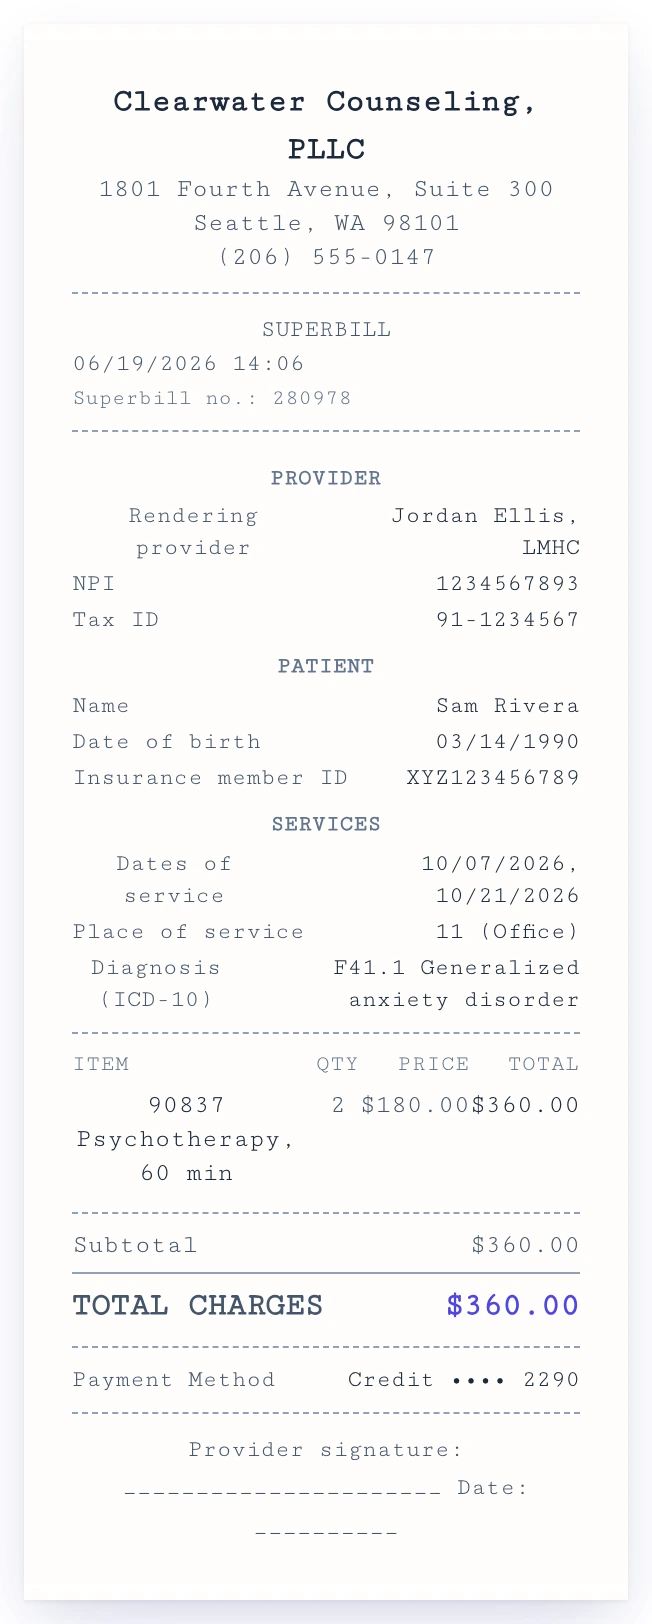 Clearwater Counseling,
PLLC
1801 Fourth Avenue, Suite 300
Seattle, WA 98101
(206) 555-0147
SUPERBILL
06/19/2026 14:06
Superbill no.: 280978
PROVIDER
Rendering Jordan Ellis,
provider LMHC
NPI 1234567893
Tax ID 91-1234567
PATIENT
Name Sam Rivera
Date of birth 03/14/1990
Insurance member ID XYZ123456789
SERVICES
Dates of 10/07/2026,
service 10/21/2026
Place of service 11 (Office)
Diagnosis F41.1 Generalized
(ICD-10) anxiety disorder
ITEM QTY PRICE TOTAL
90837 2 $180.00 $360.00
Psychotherapy,
60 min
Subtotal $360.00
TOTAL CHARGES $360.00
Payment Method Credit •••• 2290
Provider signature:
______________________ Date:
__________